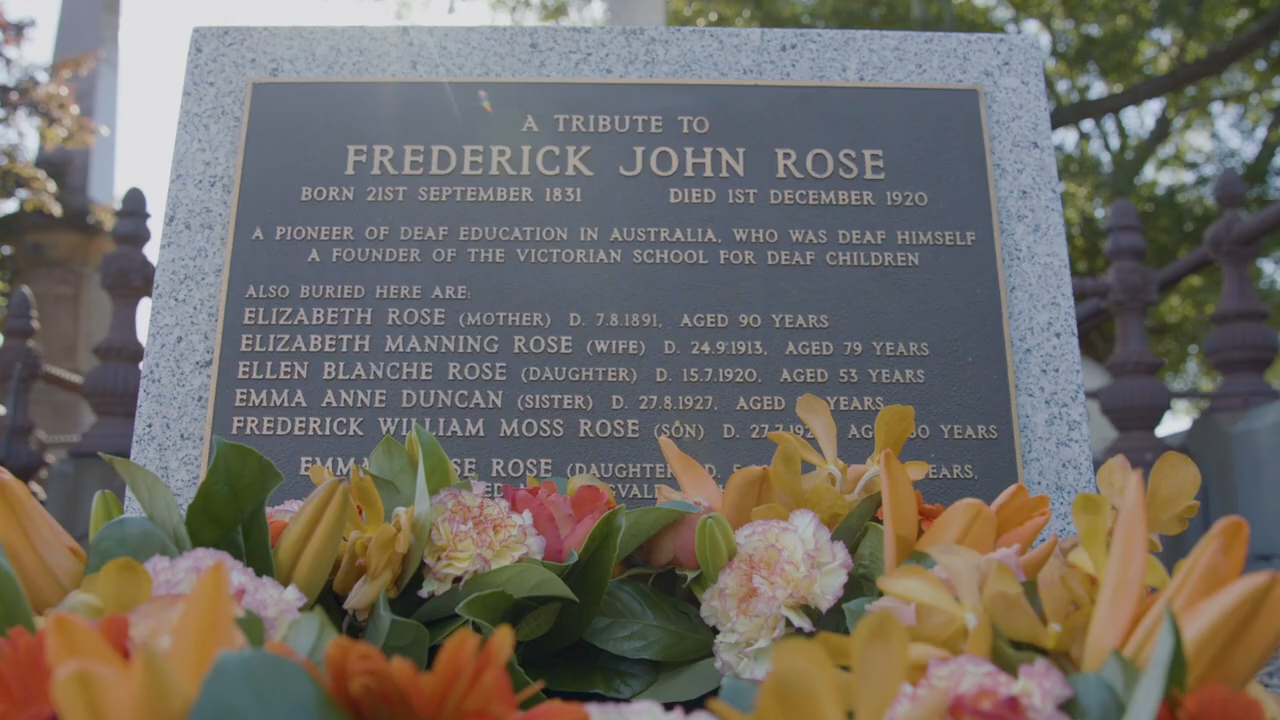 A TRIBUTE TO
FREDERICK JOHN ROSE
BORN 21ST SEPTEMBER 1831 DIED 1ST DECEMBER 1920
A PIONEER OF DEAF EDUCATION IN AUSTRALIA, WHO WAS DEAF HIMSELF
A FOUNDER OF THE VICTORIAN SCHOOL FOR DEAF CHILDREN
ALSO BURIED HERE ARE:
ELIZABETH ROSE (MOTHER) D. 7.8.1891, AGED 90 YEARS
ELIZABETH MANNING ROSE (WIFE) D. 24.9.1913, AGED 79 YEARS
ELLEN BLANCHE ROSE (DAUGHTER) D. 15.7.1920, AGED 53 YEARS
EMMA ANNE DUNCAN (SISTER) D. 27.8.1927, AGED YEARS
FREDERICK WILLIAM MOSS ROSE (SON) D. YEARS
ROSE (DAUGHTER) D.